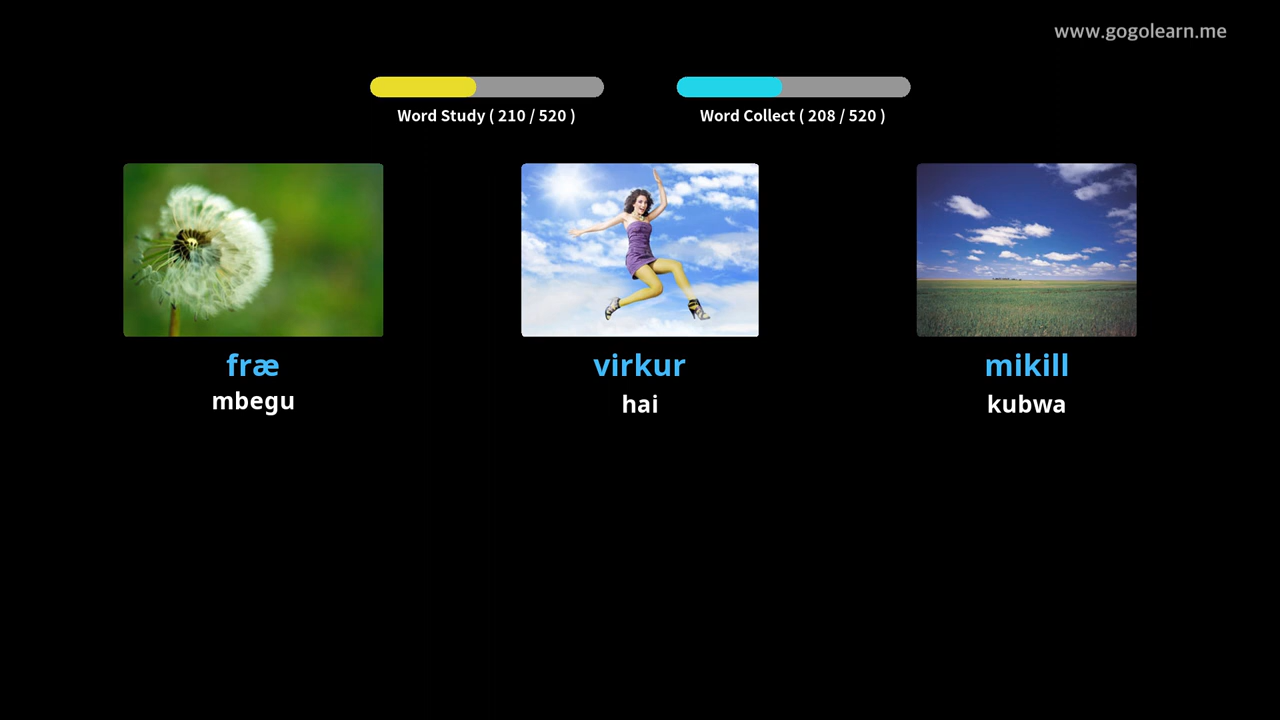 www.gogolearn.me
Word Study ( 210 / 520 )
Word Collect ( 208 / 520 )
fræ
mbegu
virkur
hai
mikill
kubwa